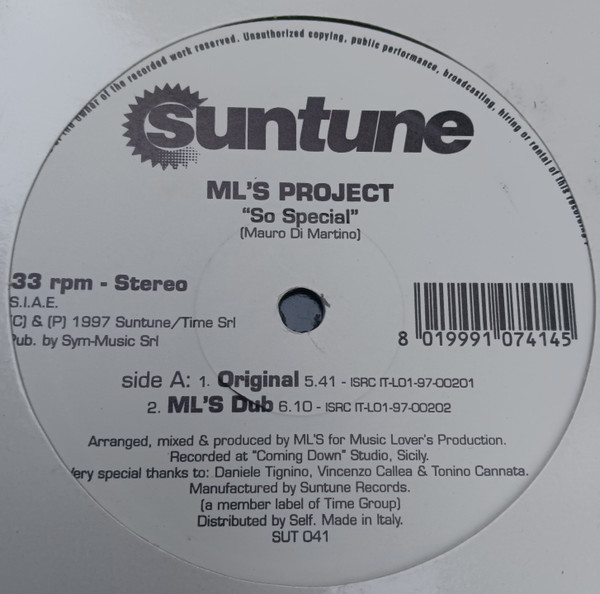 of the owner of the recorded work reserved. Unauthorized copying, public performance, broadcasting, hiring or rental of this recording
suntune
ML'S PROJECT
"So Special"
(Mauro Di Martino)
33 rpm - Stereo
S.I.A.E.
(C) & (P) 1997 Suntune/Time Srl
Pub. by Sym-Music Srl
8 019991 074145
side A: 1. Original 5.41 - ISRC IT-L01-97-00201
2. ML'S Dub 6.10 - ISRC IT-L01-97-00202
Arranged, mixed & produced by ML'S for Music Lover's Production.
Recorded at "Coming Down" Studio, Sicily.
Very special thanks to: Daniele Tignino, Vincenzo Callea & Tonino Cannata.
Manufactured by Suntune Records.
(a member label of Time Group)
Distributed by Self. Made in Italy.
SUT 041